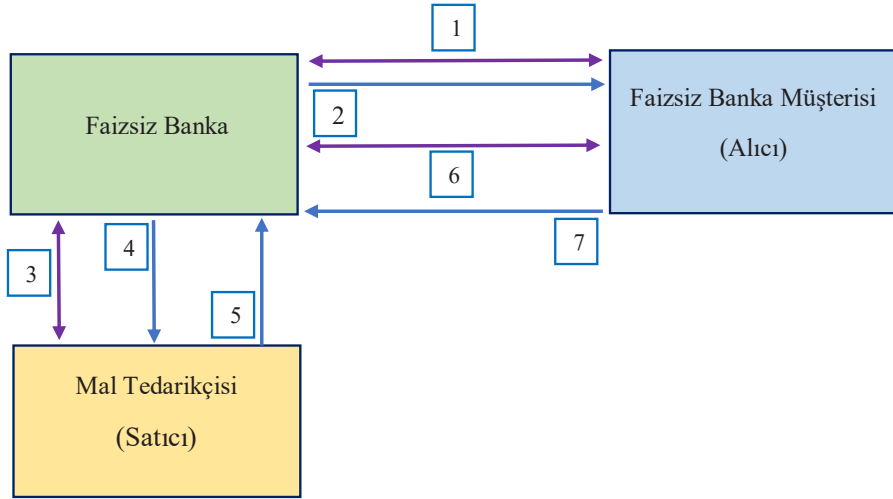 1
Faizsiz Banka
2
Faizsiz Banka Müşterisi
(Alıcı)
6
7
3
4
5
Mal Tedarikçisi
(Satıcı)